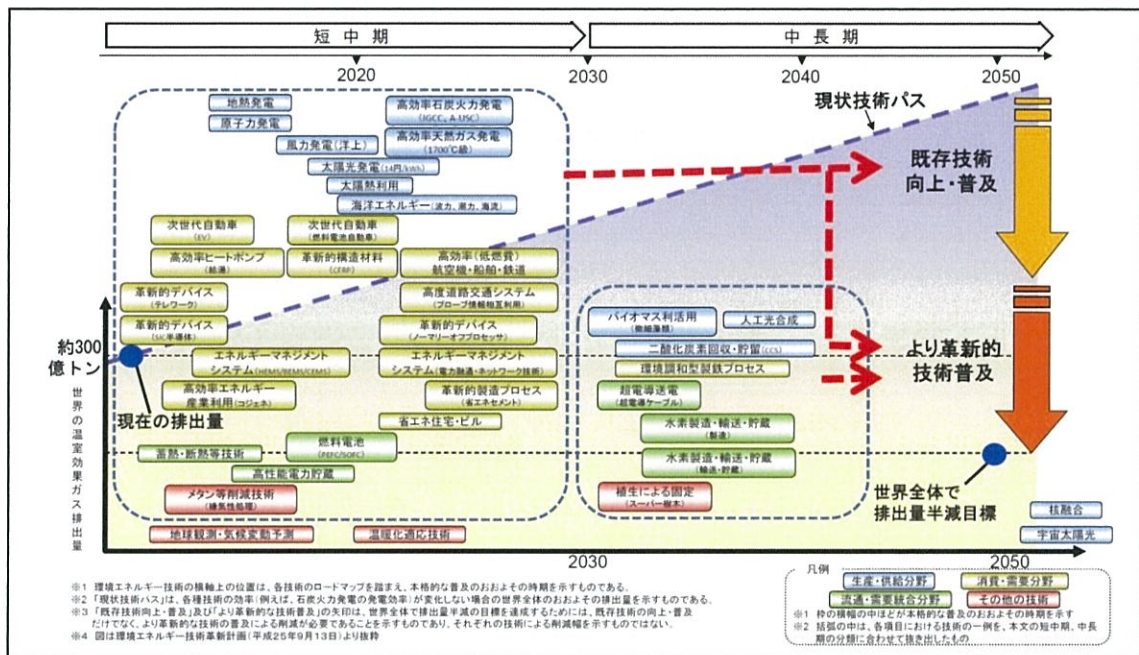 短中期
中長期
2020
2030
2040
2050
地熱発電
原子力発電
風力発電(洋上)
太陽光発電(14円/kWh)
太陽熱利用
海洋エネルギー(波力、潮力、海流)
高効率石炭火力発電
(IGCC、A-USC)
高効率天然ガス発電
(1700℃級)
現状技術パス
既存技術
向上・普及
次世代自動車
(EV)
次世代自動車
(燃料電池自動車)
高効率ヒートポンプ
(給湯)
革新的構造材料
(CFRP)
高効率(低燃費)
航空機・船舶・鉄道
革新的デバイス
(テレワーク)
高度道路交通システム
(プローブ情報相互利用)
革新的デバイス
(SiC半導体)
革新的デバイス
(ノーマリーオフプロセッサ)
バイオマス利活用
(微細藻類)
人工光合成
二酸化炭素回収・貯留(CCS)
約300
億トン
エネルギーマネジメント
システム(HEMS/BEMS/CEMS)
エネルギーマネジメント
システム(電力融通・ネットワーク技術)
環境調和型製鉄プロセス
より革新的
技術普及
高効率エネルギー
産業利用(コジェネ)
革新的製造プロセス
(省エネセメント)
超電導送電
(超電導ケーブル)
現在の排出量
省エネ住宅・ビル
水素製造・輸送・貯蔵
(製造)
燃料電池
(PEFC/SOFC)
蓄熱・断熱等技術
高性能電力貯蔵
水素製造・輸送・貯蔵
(輸送・貯蔵)
メタン等削減技術
(嫌気性処理)
植生による固定
(スーパー樹木)
世界全体で
排出量半減目標
世界の温室効果ガス排出量
核融合
宇宙太陽光
地球観測・気候変動予測
温暖化適応技術
2030
2050
※1 環境エネルギー技術の横軸上の位置は、各技術のロードマップを踏まえ、本格的な普及のおおよその時期を示すものである。
※2 「現状技術パス」は、各種技術の効率(例えば、石炭火力発電の発電効率)が変化しない場合の世界全体のおおよその排出量を示すものである。
※3 「既存技術向上・普及」及び「より革新的な技術普及」の矢印は、世界全体で排出量半減の目標を達成するためには、既存技術の向上・普及
だけでなく、より革新的な技術の普及による削減が必要であることを示すものであり、それぞれの技術による削減幅を示すものではない。
※4 図は環境エネルギー技術革新計画(平成25年9月13日)より抜粋
凡例
生産・供給分野
消費・需要分野
流通・需要統合分野
その他の技術
※1 枠の横幅の中ほどが本格的な普及のおおよその時期を示す
※2 括弧の中は、各項目における技術の一例を、本文の短中期、中長
期の分類に合わせて抜き出したもの